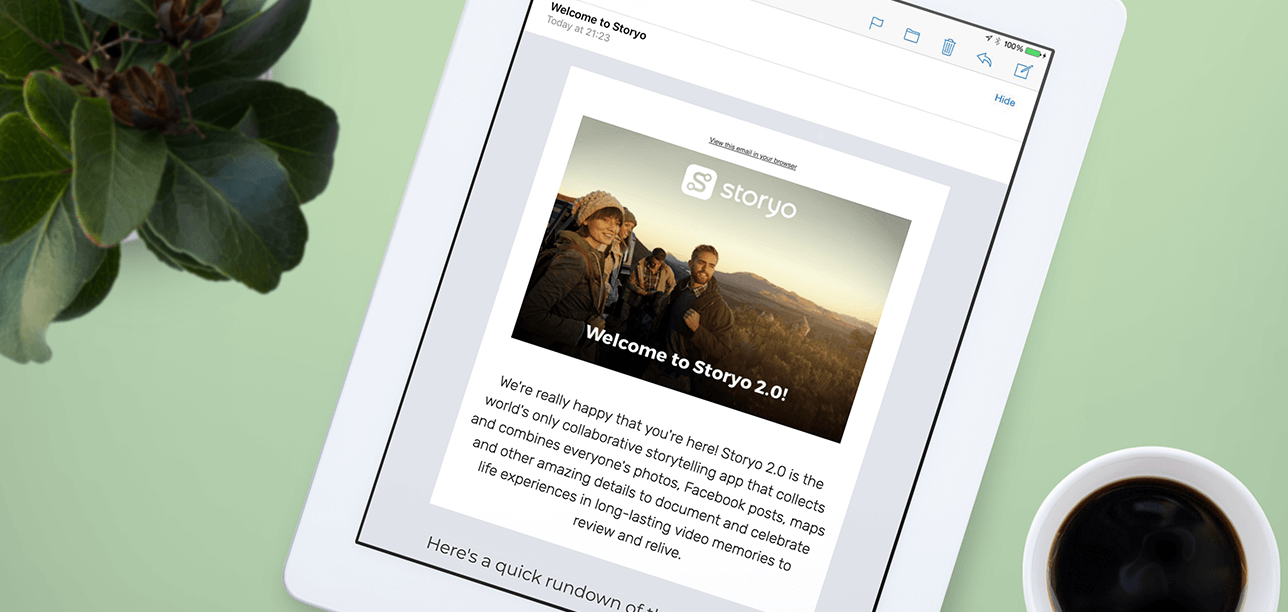 100%
Welcome to Storyo
Today at 21:23
Hide
View this email in your browser
storyo
Welcome to Storyo 2.0!
We're really happy that you're here! Storyo 2.0 is the
world's only collaborative storytelling app that collects
and combines everyone's photos, Facebook posts, maps
and other amazing details to document and celebrate
life experiences in long-lasting video memories to
review and relive.
Here's a quick rundown of